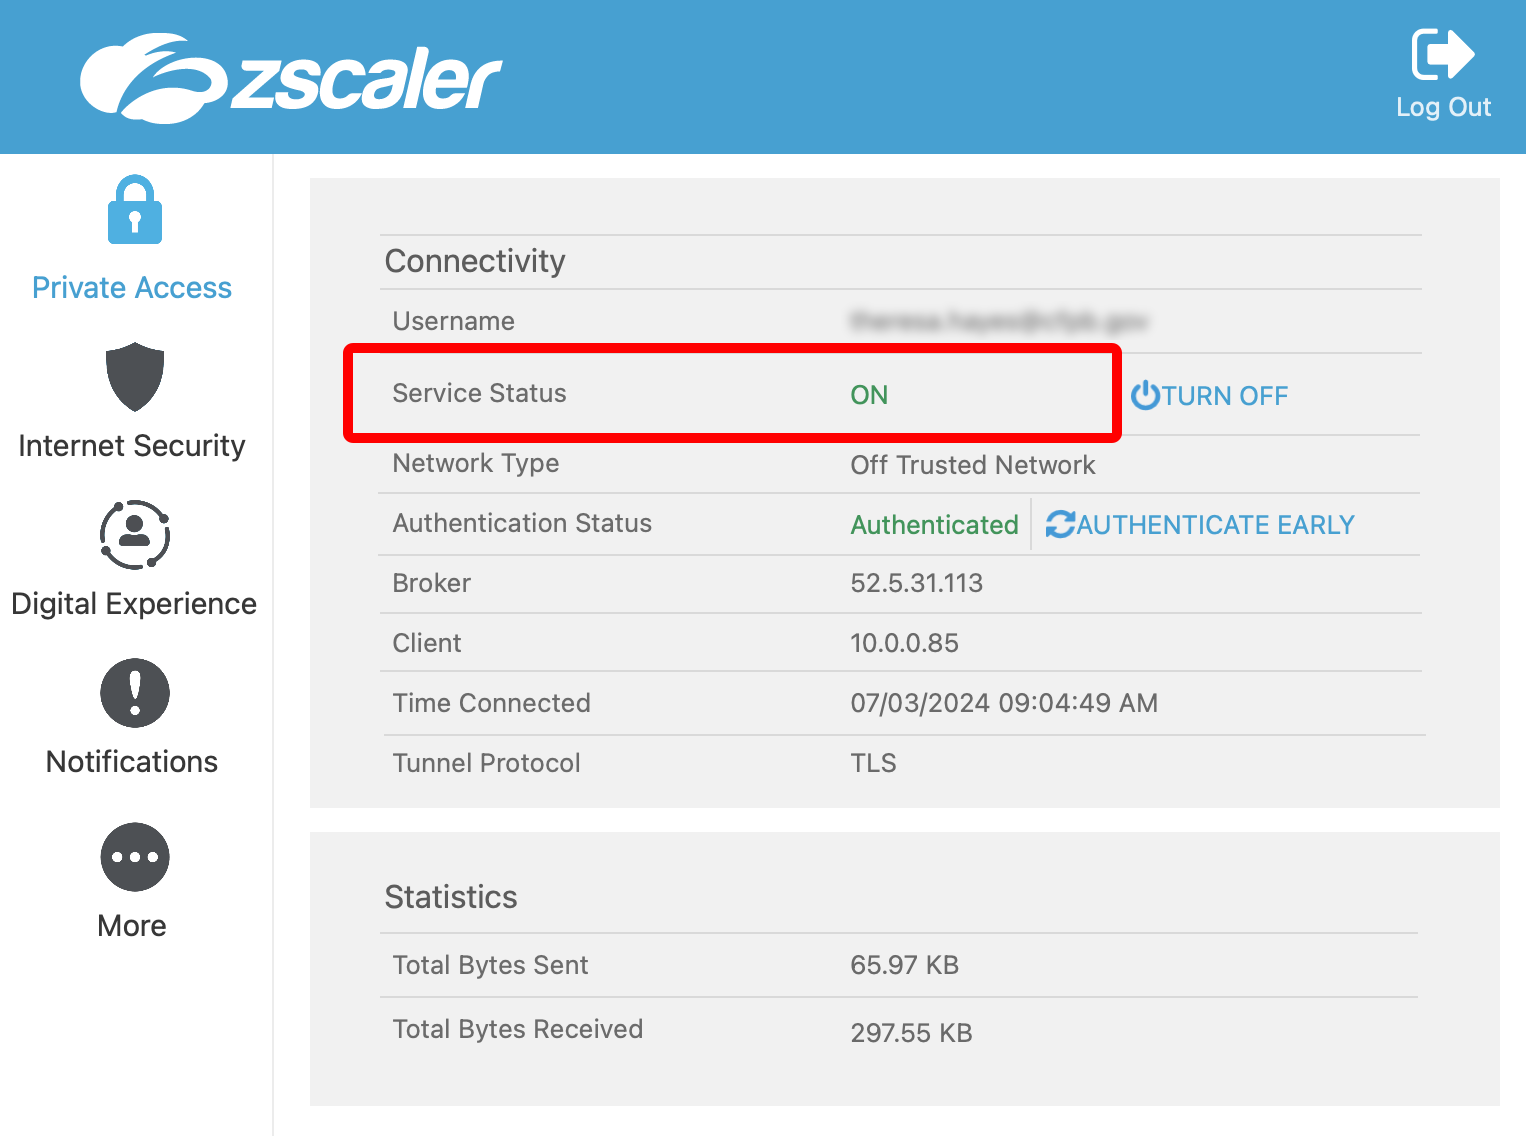 zscaler
Log Out
Private Access
Internet Security
Digital Experience
Notifications
More
Connectivity
Username
Service Status ON TURN OFF
Network Type Off Trusted Network
Authentication Status Authenticated AUTHENTICATE EARLY
Broker 52.5.31.113
Client 10.0.0.85
Time Connected 07/03/2024 09:04:49 AM
Tunnel Protocol TLS
Statistics
Total Bytes Sent 65.97 KB
Total Bytes Received 297.55 KB